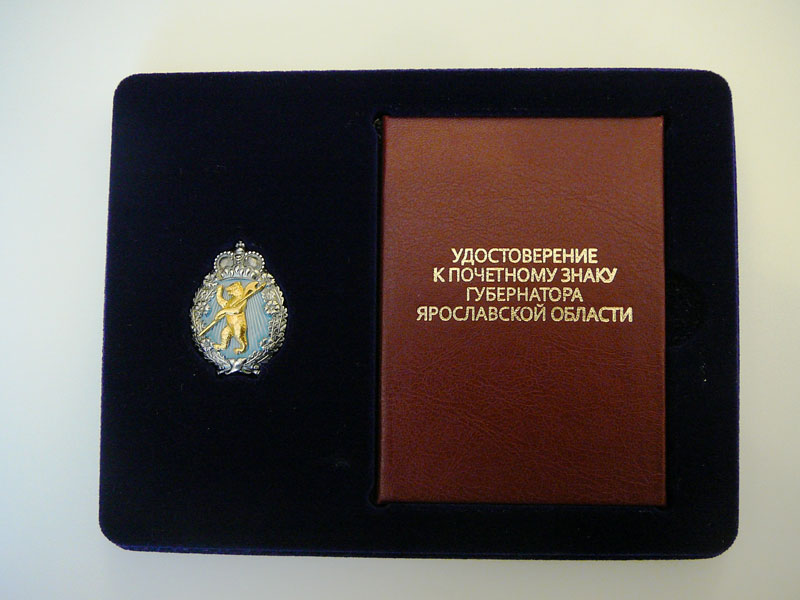 УДОСТОВЕРЕНИЕ
К ПОЧЕТНОМУ ЗНАКУ
ГУБЕРНАТОРА
ЯРОСЛАВСКОЙ ОБЛАСТИ